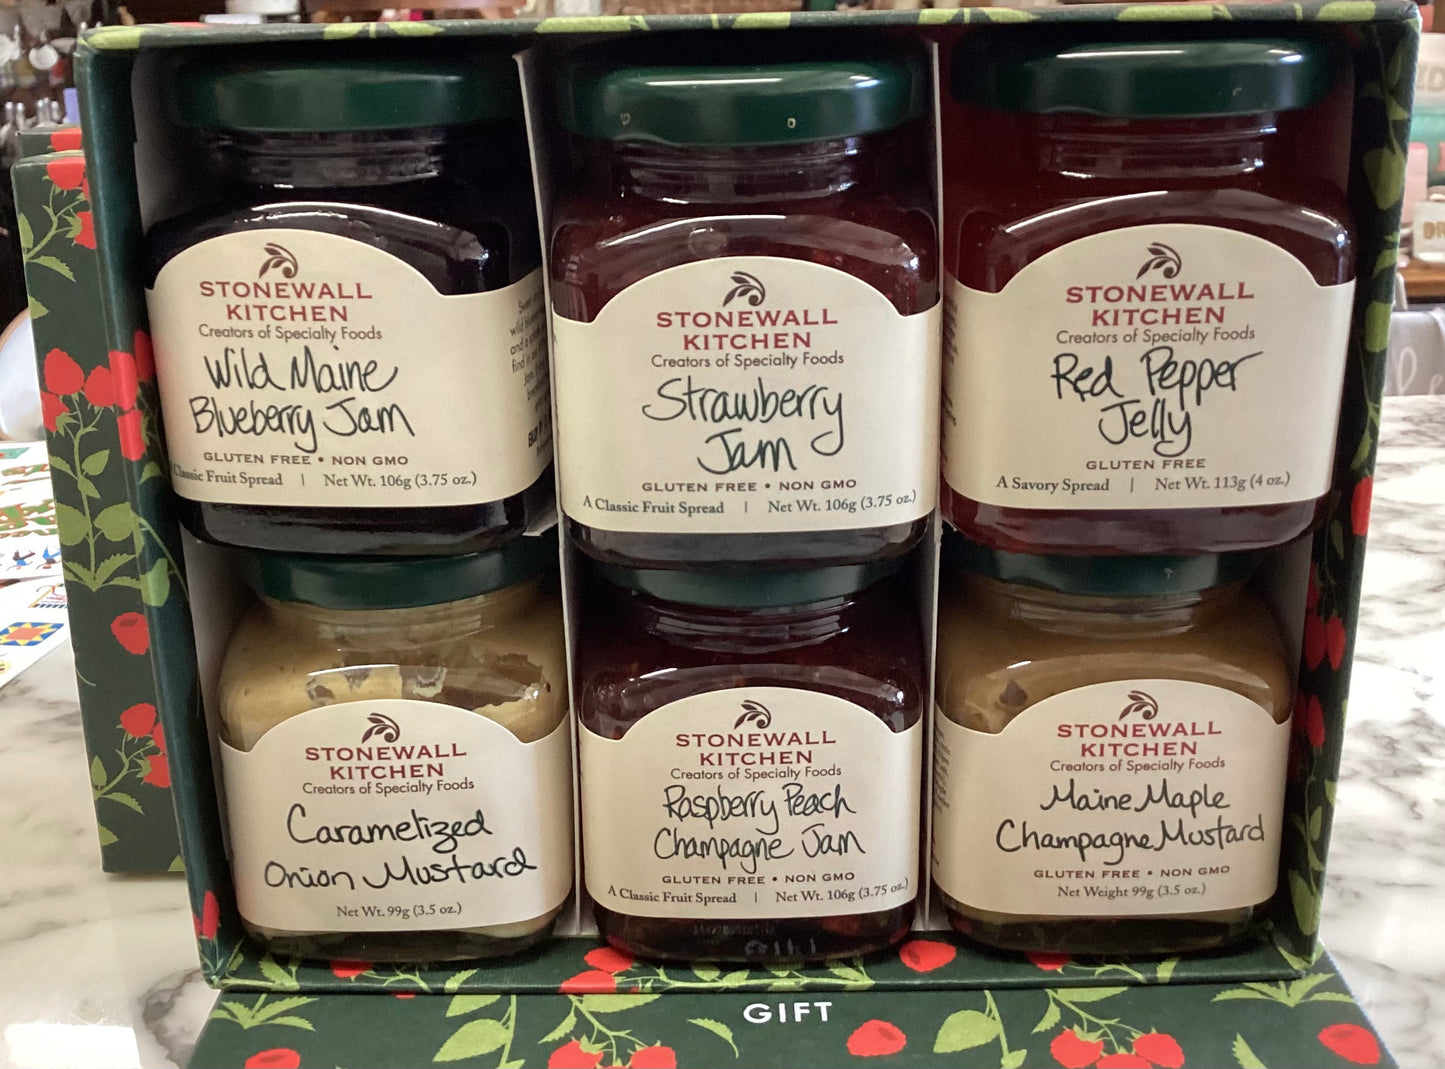 STONEWALL
KITCHEN
Creators of Specialty Foods
Wild Maine
Blueberry Jam
GLUTEN FREE • NON GMO
Classic Fruit Spread | Net Wt. 106g (3.75 oz.)
STONEWALL
KITCHEN
Creators of Specialty Foods
Strawberry
Jam
GLUTEN FREE • NON GMO
A Classic Fruit Spread | Net Wt. 106g (3.75 oz.)
STONEWALL
KITCHEN
Creators of Specialty Foods
Red Pepper
Jelly
GLUTEN FREE
A Savory Spread | Net Wt. 113g (4 oz.)
STONEWALL
KITCHEN
Creators of Specialty Foods
Caramelized
Onion Mustard
Net Wt. 99g (3.5 oz.)
STONEWALL
KITCHEN
Creators of Specialty Foods
Raspberry Peach
Champagne Jam
GLUTEN FREE • NON GMO
A Classic Fruit Spread | Net Wt. 106g (3.75 oz.)
STONEWALL
KITCHEN
Creators of Specialty Foods
Maine Maple
Champagne Mustard
GLUTEN FREE • NON GMO
Net Weight 99g (3.5 oz.)
GIFT